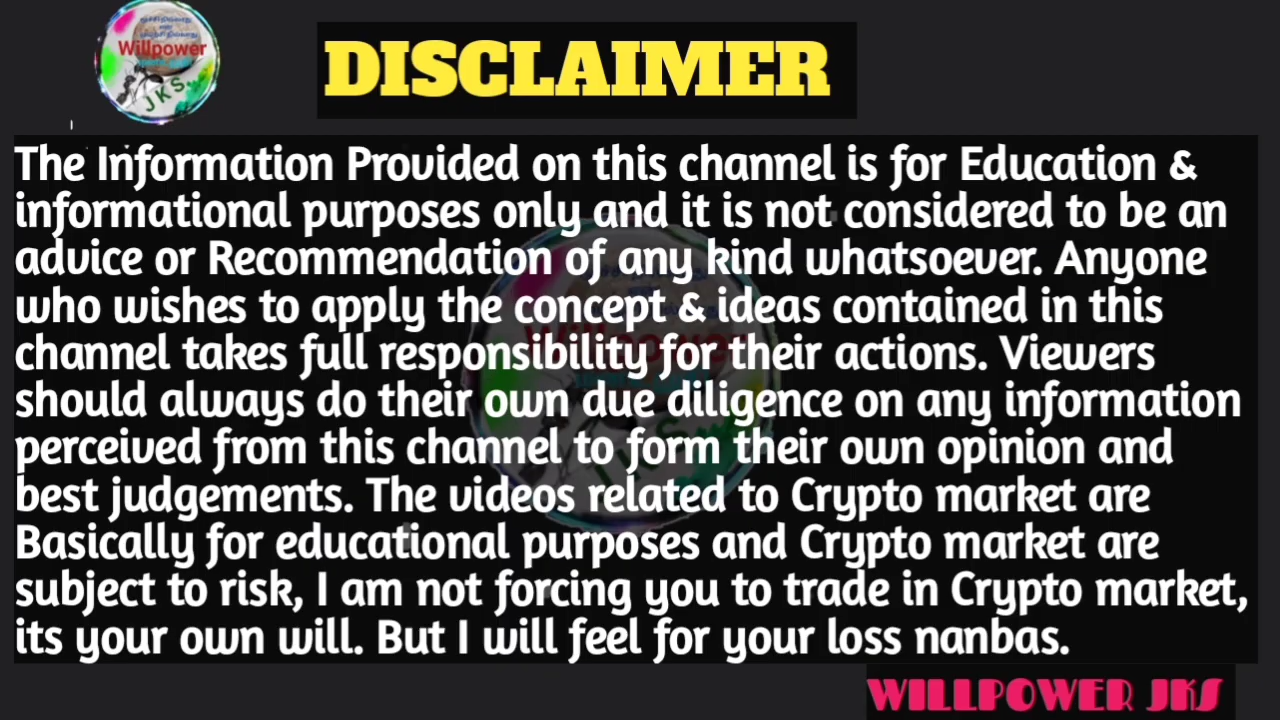 Willpower
JKS
DISCLAIMER
The Information Provided on this channel is for Education &
informational purposes only and it is not considered to be an
advice or Recommendation of any kind whatsoever. Anyone
who wishes to apply the concept & ideas contained in this
channel takes full responsibility for their actions. Viewers
should always do their own due diligence on any information
perceived from this channel to form their own opinion and
best judgements. The videos related to Crypto market are
Basically for educational purposes and Crypto market are
subject to risk, I am not forcing you to trade in Crypto market,
its your own will. But I will feel for your loss nanbas.
WILLPOWER JKS